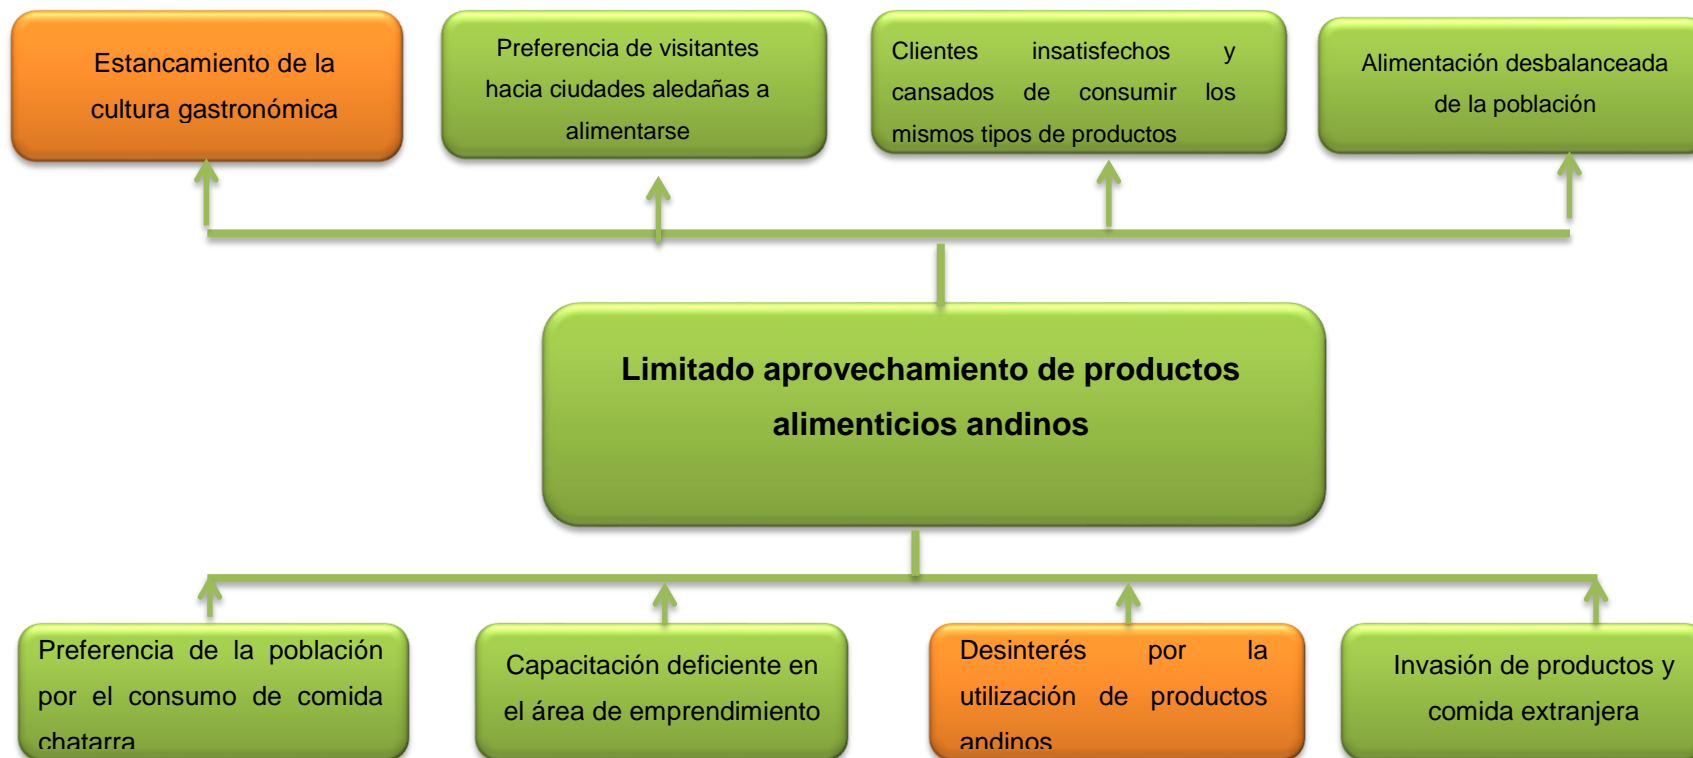 Estancamiento de la
cultura gastronómica
Preferencia de visitantes
hacia ciudades aledañas a
alimentarse
Clientes insatisfechos y
cansados de consumir los
mismos tipos de productos
Alimentación desbalanceada
de la población
Limitado aprovechamiento de productos
alimenticios andinos
Preferencia de la población
por el consumo de comida
chatarra
Capacitación deficiente en
el área de emprendimiento
Desinterés por la
utilización de productos
andinos
Invasión de productos y
comida extranjera